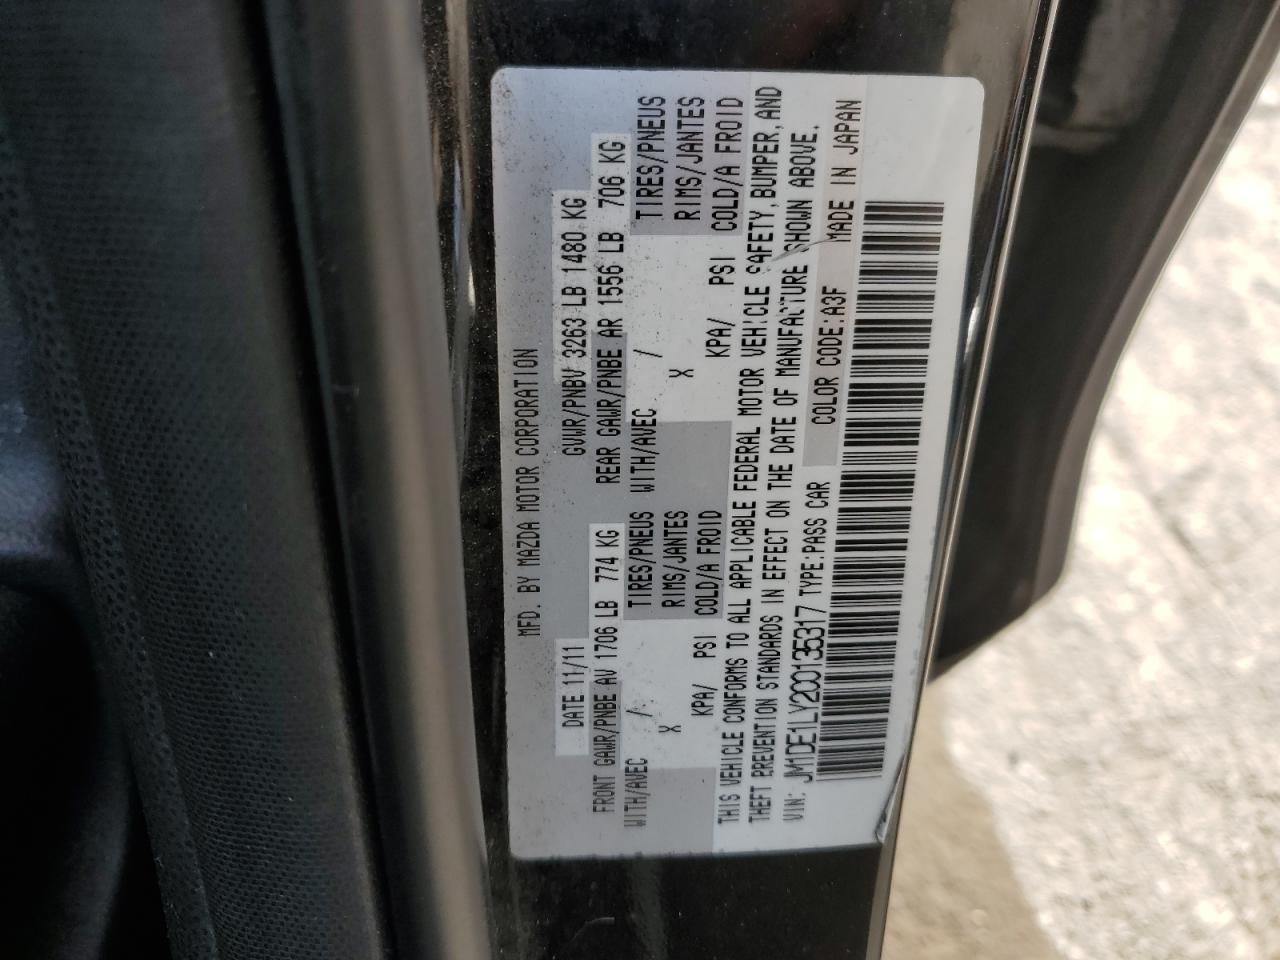 MFD. BY MAZDA MOTOR CORPORATION
DATE 11/11 GVWR/PNBV 3263 LB 1480 KG
FRONT GAWR/PNBE AV 1706 LB 774 KG REAR GAWR/PNBE AR 1556 LB 706 KG
WITH/AVEC / TIRES/PNEUS WITH/AVEC / TIRES/PNEUS
X RIMS/JANTES X RIMS/JANTES
KPA/ PSI COLD/A FROID KPA/ PSI COLD/A FROID
THIS VEHICLE CONFORMS TO ALL APPLICABLE FEDERAL MOTOR VEHICLE SAFETY, BUMPER, AND
THEFT PREVENTION STANDARDS IN EFFECT ON THE DATE OF MANUFACTURE SHOWN ABOVE.
VIN: JM1DE1LY2C0135317 TYPE: PASS CAR COLOR CODE: A3F MADE IN JAPAN